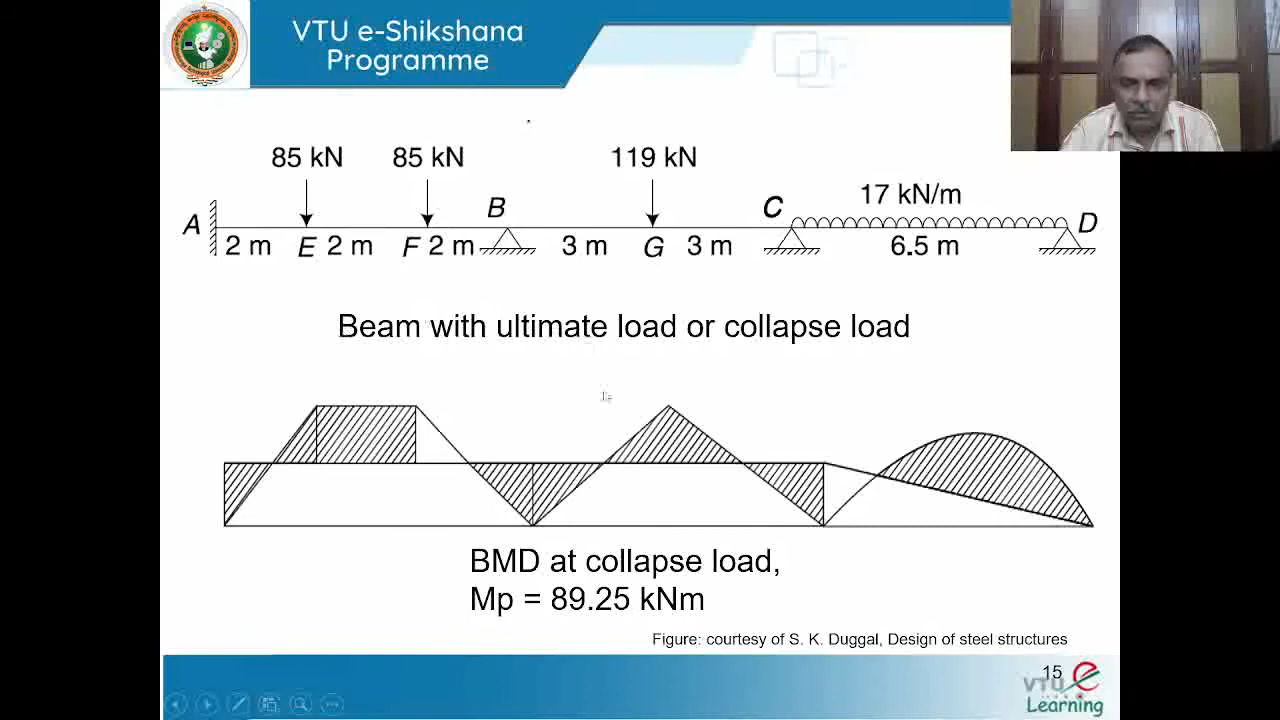 VTU e-Shikshana
Programme
85 kN 85 kN 119 kN 17 kN/m
A B C D
2 m E 2 m F 2 m 3 m G 3 m 6.5 m
Beam with ultimate load or collapse load
BMD at collapse load,
Mp = 89.25 kNm
Figure: courtesy of S. K. Duggal, Design of steel structures
15
VTU e
Learning